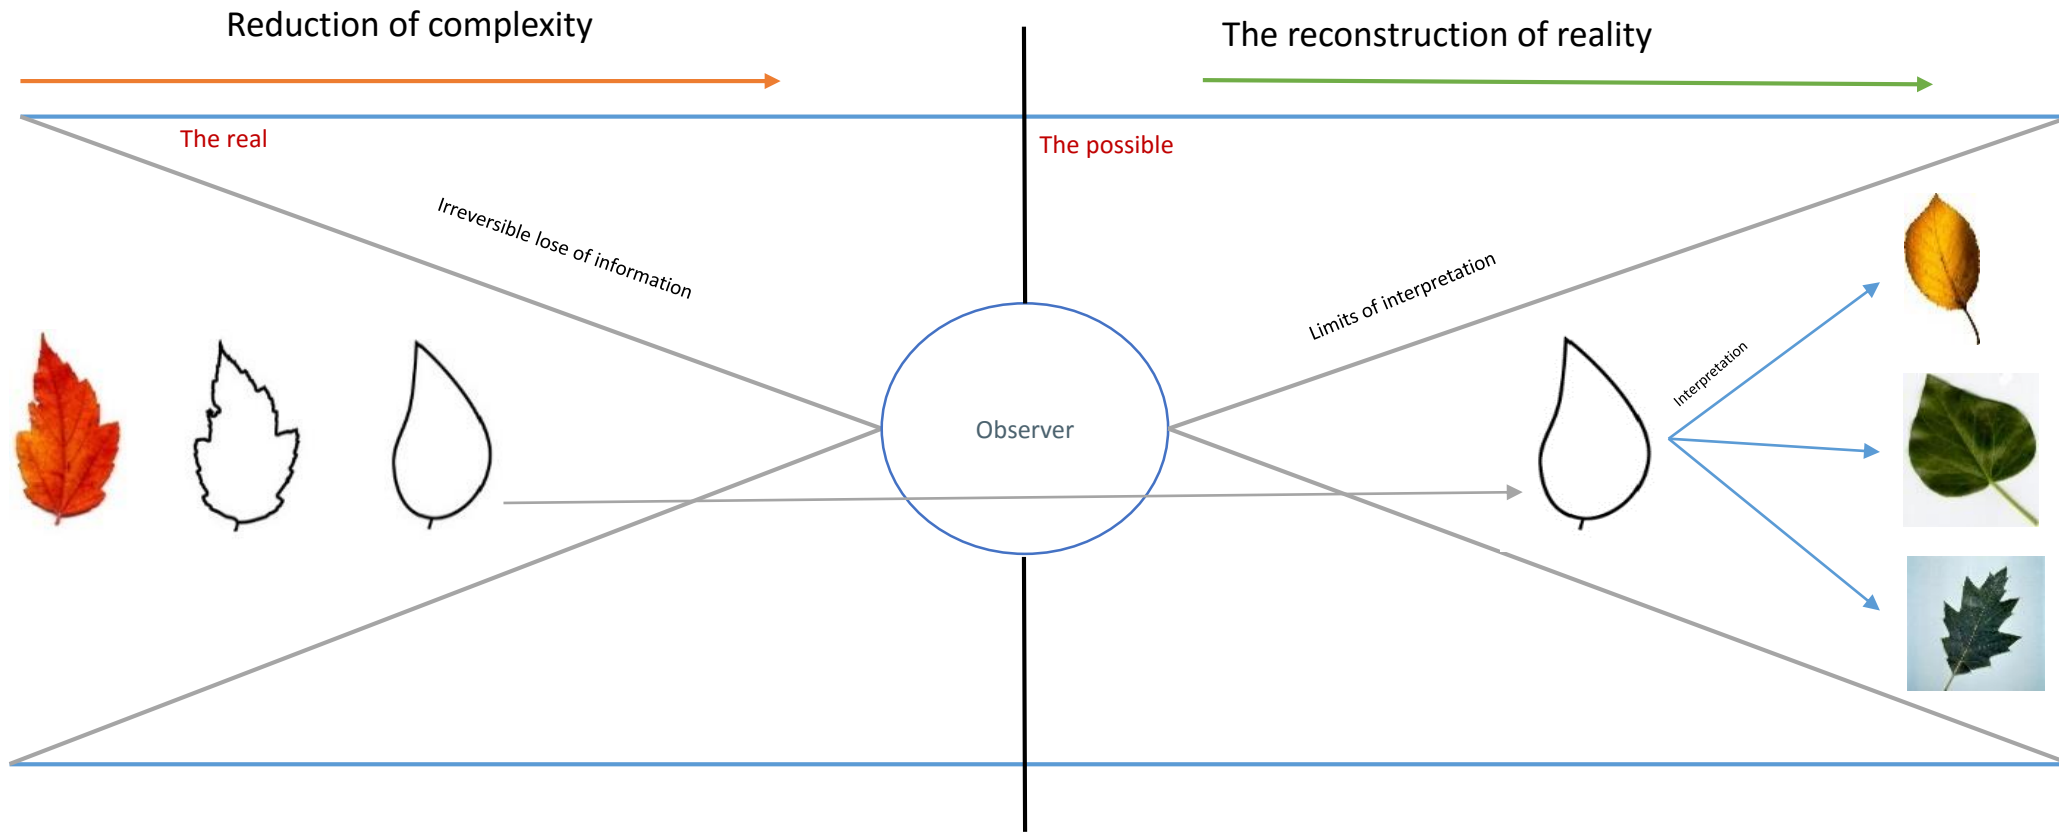 Reduction of complexity
The reconstruction of reality
The real
The possible
Irreversible lose of information
Limits of interpretation
Interpretation
Observer